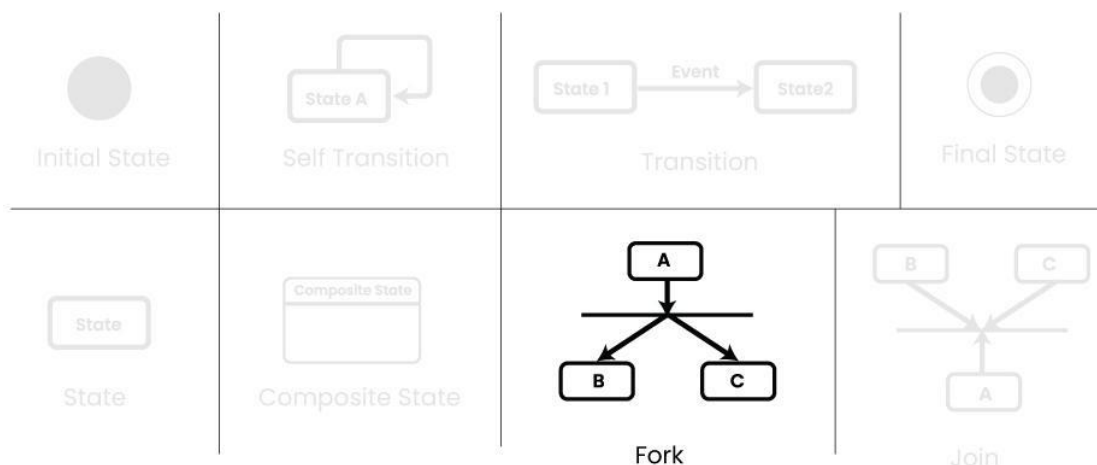 State A
State 1
Event
State2
Initial State
Self Transition
Transition
Final State
State
Composite State
A
B
C
B
C
A
State
Composite State
Fork
Join